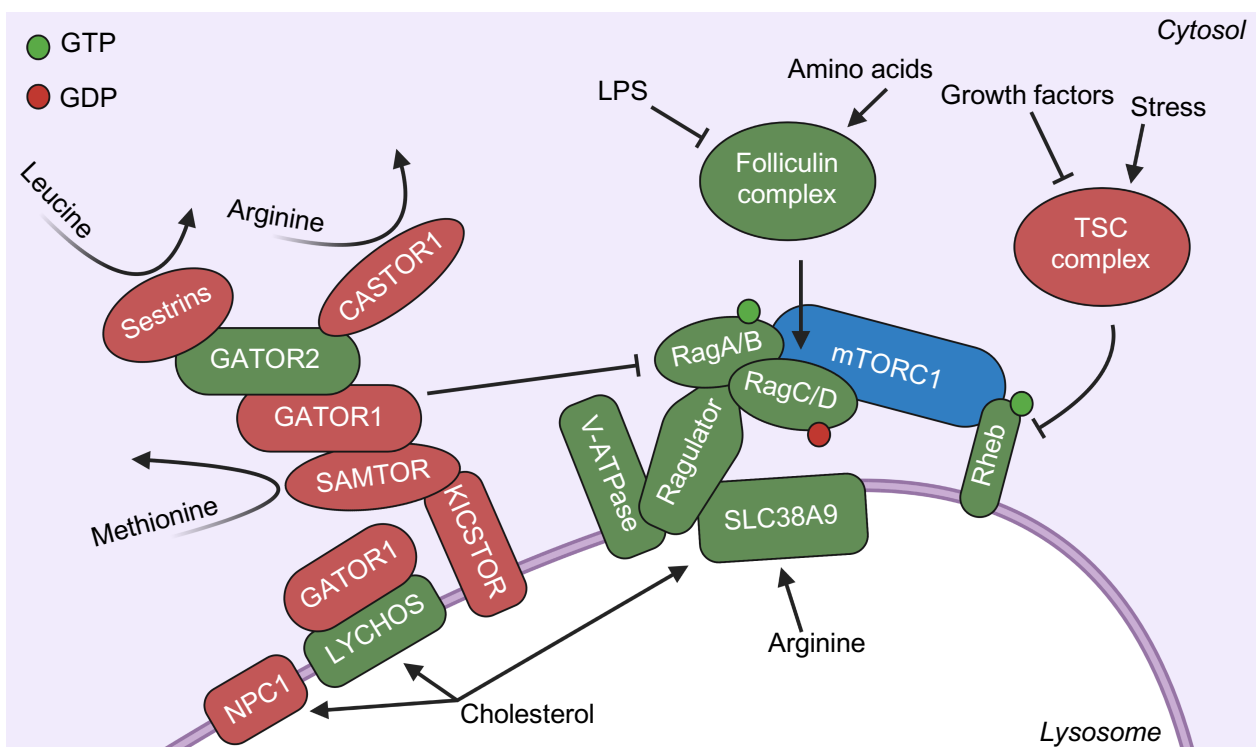 Cytosol
GTP
GDP
LPS
Amino acids
Growth factors
Stress
Folliculin
complex
TSC
complex
Leucine
Arginine
Sestrins
CASTOR1
GATOR2
GATOR1
SAMTOR
KICSTOR
Methionine
RagA/B
RagC/D
mTORC1
Rheb
V-ATPase
Ragulator
SLC38A9
GATOR1
LYCHOS
NPC1
Cholesterol
Arginine
Lysosome